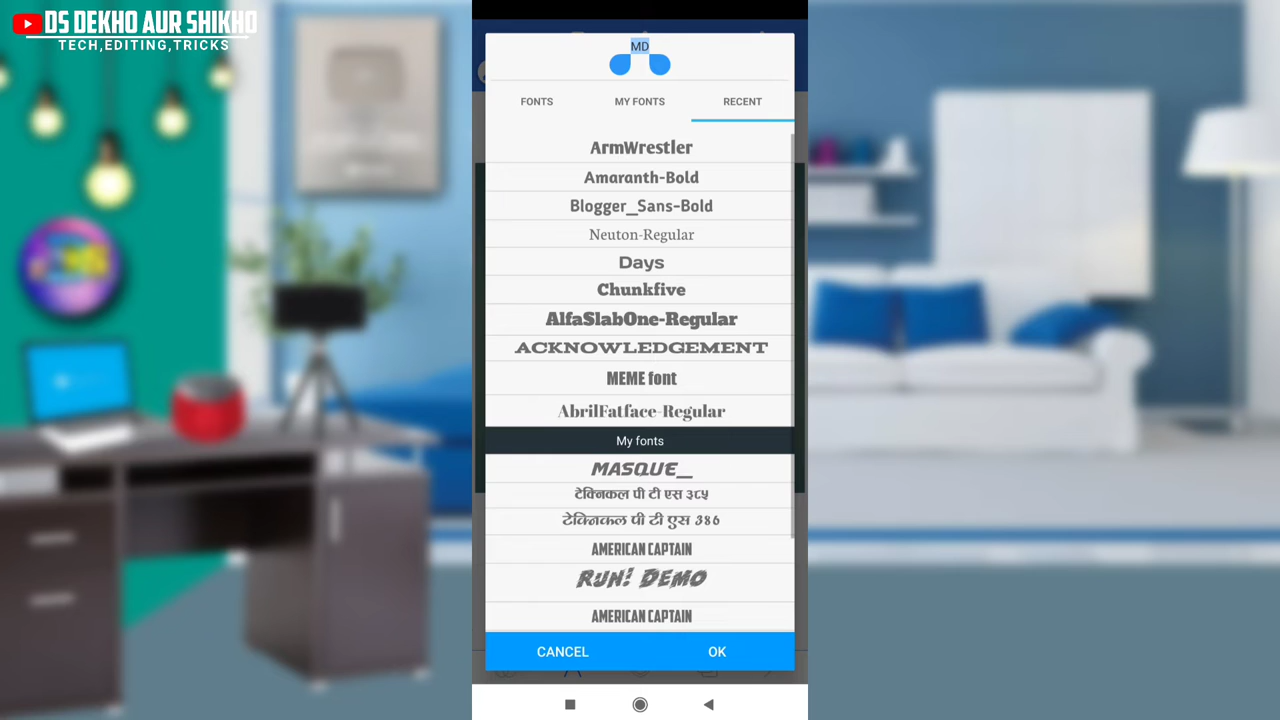 DS DEKHO AUR SHIKHO
TECH,EDITING,TRICKS
MD
FONTS
MY FONTS
RECENT
ArmWrestler
Amaranth-Bold
Blogger_Sans-Bold
Neuton-Regular
Days
Chunkfive
AlfaSlabOne-Regular
ACKNOWLEDGEMENT
MEME font
AbrilFatface-Regular
My fonts
MASQUE_
टेक्निकल पी टी एस ३८५
टेक्निकल पी टी एस ३४६
AMERICAN CAPTAIN
RUN! DEMO
AMERICAN CAPTAIN
CANCEL
OK